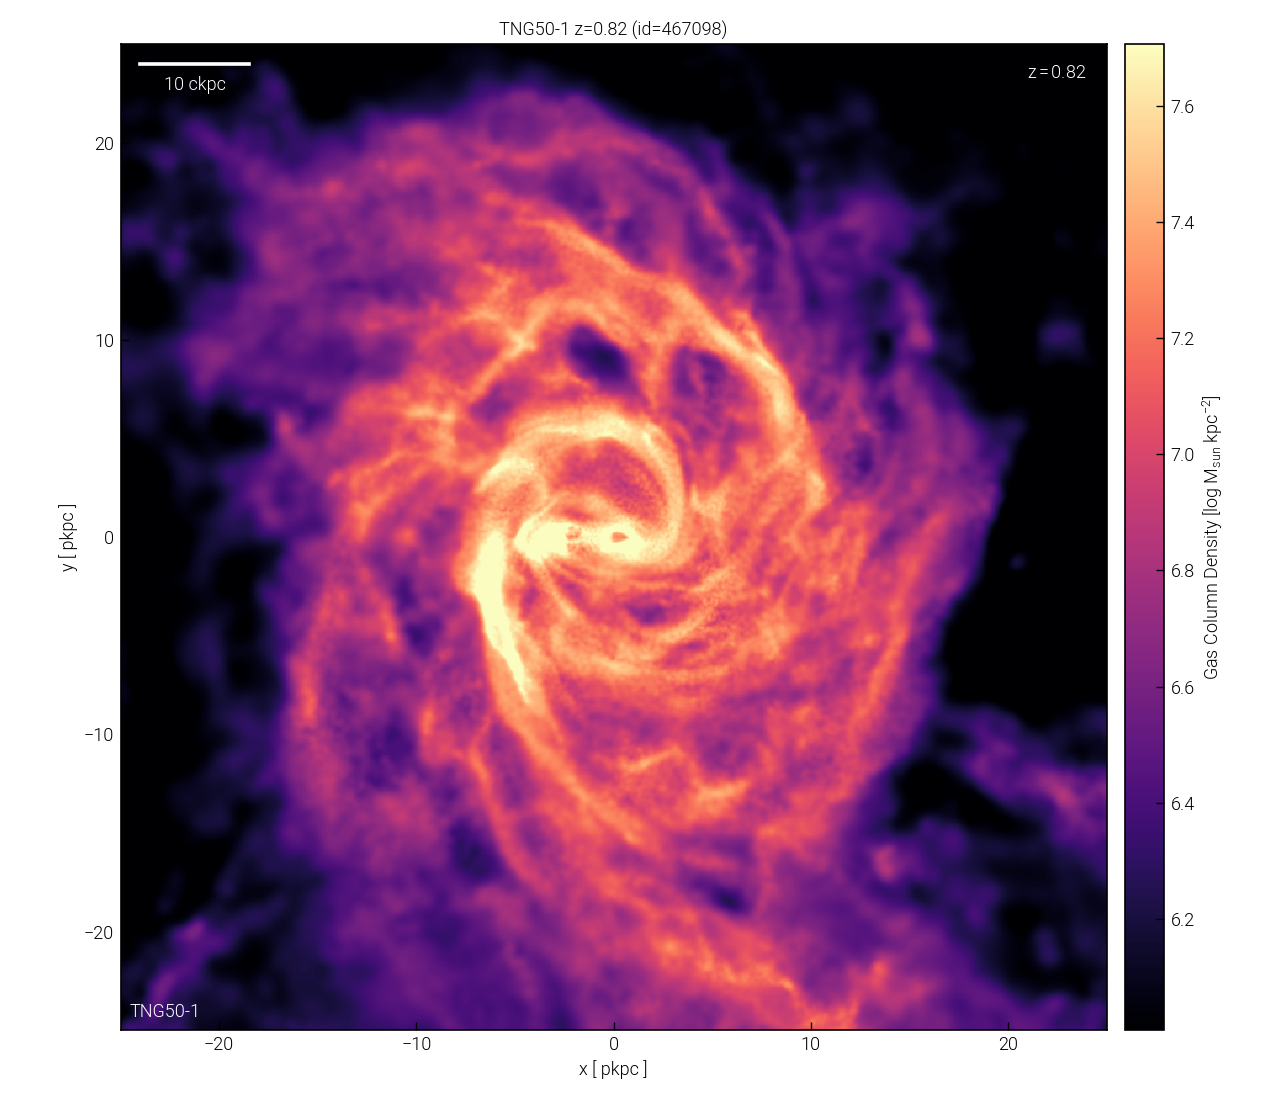 TNG50-1 z=0.82 (id=467098)
10 ckpc
z = 0.82
TNG50-1
20
10
0
−10
−20
y [ pkpc ]
−20
−10
0
10
20
x [ pkpc ]
7.6
7.4
7.2
7.0
6.8
6.6
6.4
6.2
Gas Column Density [log M_sun kpc^−2]